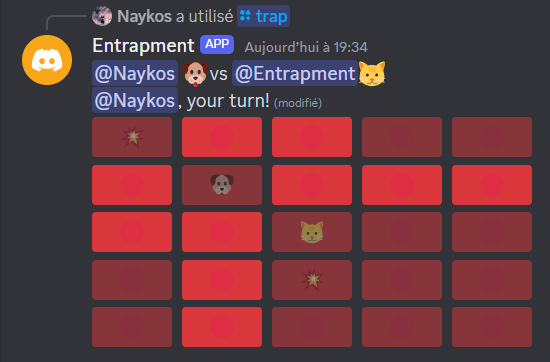 Naykos a utilisé trap
Entrapment APP Aujourd'hui à 19:34
@Naykos 🐶 vs @Entrapment 🐱
@Naykos, your turn! (modifié)